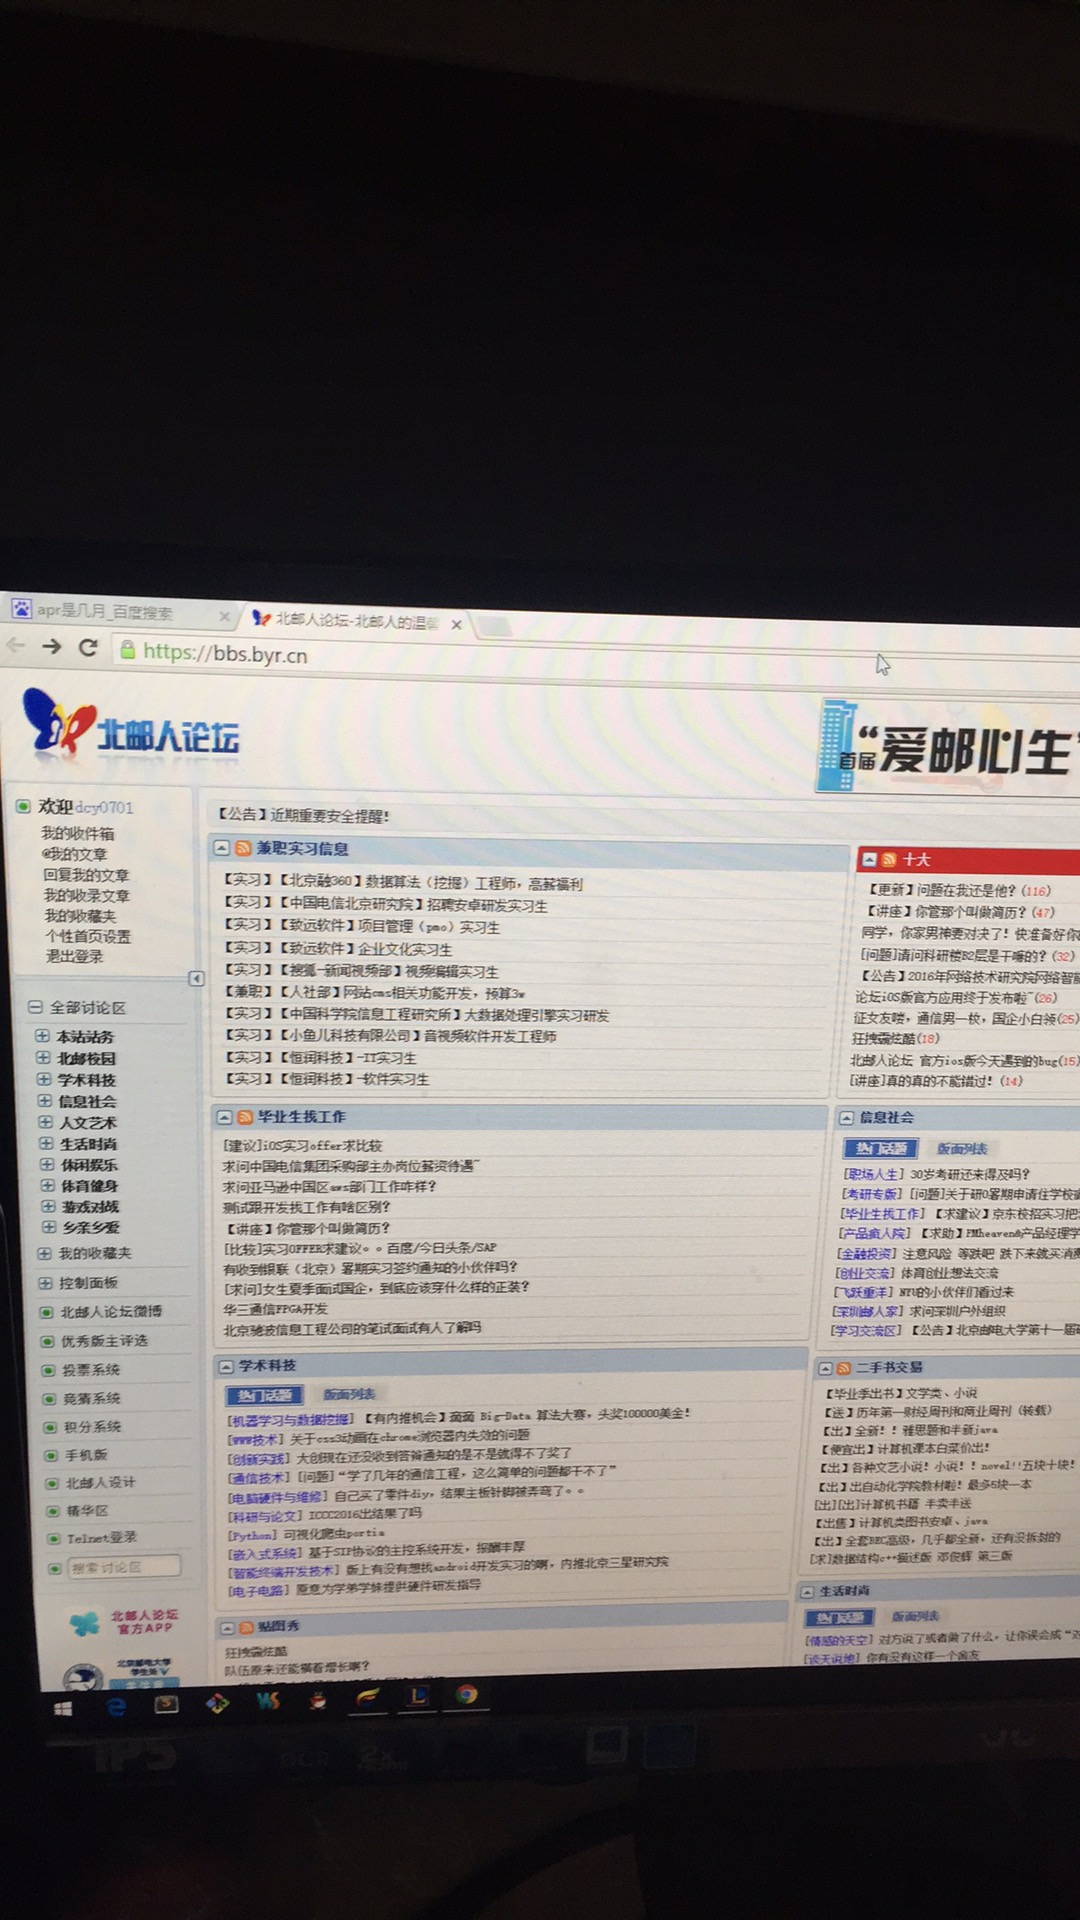 apr是几月_百度搜索
北邮人论坛-北邮人的温馨
https://bbs.byr.cn
北邮人论坛
首届
“爱邮心生”
欢迎dcy0701
我的收件箱
@我的文章
回复我的文章
我的收录文章
我的收藏夹
个性首页设置
退出登录
全部讨论区
本站站务
北邮校园
学术科技
信息社会
人文艺术
生活时尚
休闲娱乐
体育健身
游戏对战
乡亲乡爱
我的收藏夹
控制面板
北邮人论坛微博
优秀版主评选
投票系统
竞猜系统
积分系统
手机版
北邮人设计
精华区
Telnet登录
搜索讨论区
北邮人论坛
官方APP
北京邮电大学
【公告】近期重要安全提醒!
兼职实习信息
【实习】【北京融360】数据算法（挖掘）工程师，高薪福利
【实习】【中国电信北京研究院】招聘安卓研发实习生
【实习】【致远软件】项目管理（pmo）实习生
【实习】【致远软件】企业文化实习生
【实习】【搜狐-新闻视频部】视频编辑实习生
【兼职】【人社部】网站cms相关功能开发，预算3w
【实习】【中国科学院信息工程研究所】大数据处理引擎实习研发
【实习】【小鱼儿科技有限公司】音视频软件开发工程师
【实习】【恒润科技】-IT实习生
【实习】【恒润科技】-软件实习生
毕业生找工作
[建议]iOS实习offer求比较
求问中国电信集团采购部主办岗位薪资待遇~
求问亚马逊中国区aws部门工作咋样?
测试跟开发找工作有啥区别?
【讲座】你管那个叫做简历?
[比较]实习OFFER求建议。。百度/今日头条/SAP
有收到银联（北京）暑期实习签约通知的小伙伴吗?
[求问]女生夏季面试国企，到底应该穿什么样的正装?
华三通信FPGA开发
北京驰波信息工程公司的笔试面试有人了解吗
学术科技
热门话题 版面列表
[机器学习与数据挖掘] 【有内推机会】滴滴 Big-Data 算法大赛，头奖100000美金!
[www技术] 关于css3动画在chrome浏览器内失效的问题
[创新实践] 大创现在还没收到答辩通知的是不是就得不了奖了
[通信技术] [问题]“学了几年的通信工程，这么简单的问题都干不了”
[电脑硬件与维修] 自己买了零件diy，结果主板针脚被弄弯了。。
[科研与论文] ICCC2016出结果了吗
[Python] 可视化爬虫portia
[嵌入式系统] 基于SIP协议的主控系统开发，报酬丰厚
[智能终端开发技术] 版上有没有想找android开发实习的啊，内推北京三星研究院
[电子电路] 愿意为学弟学妹提供硬件研发指导
贴图秀
狂拽霸炫酷
队伍原来还能横着增长啊?
十大
【更新】问题在我还是他? (116)
【讲座】你管那个叫做简历? (47)
同学，你家男神要对决了! 快准备好你
[问题]请问科研楼B2层是干嘛的? (32)
【公告】2016年网络技术研究院网络智能
论坛iOS版官方应用终于发布啦~(26)
征女友喽，通信男一枚，国企小白领(25)
狂拽霸炫酷(18)
北邮人论坛 官方ios版今天遇到的bug(15)
[讲座]真的真的不能错过! (14)
信息社会
热门话题 版面列表
[职场人生] 30岁考研还来得及吗?
[考研专版] [问题]关于研0暑期申请住学校
[毕业生找工作] 【求建议】京东校招实习
[产品疯人院] 【求助】PMheaven&产品经理
[金融投资] 注意风险 等跌吧 跌下来就买消
[创业交流] 体育创业想法交流
[飞跃重洋] NYU的小伙伴们看过来
[深圳邮人家] 求问深圳户外组织
[学习交流区] 【公告】北京邮电大学第十一届
二手书交易
【毕业季出书】文学类、小说
【送】历年第一财经周刊和商业周刊（转载）
【出】全新! ! 雅思题和半新java
【便宜出】计算机课本白菜价出!
【出】各种文艺小说! 小说! ! novel!!五块十块!
【出】出自动化学院教材啦! 最多5块一本
[出][出]计算机书籍 半卖半送
【出售】计算机类图书安卓、java
【出】全套BEC高级，几乎都全新，还有没拆封的
[求]数据结构c++描述版 邓俊辉 第三版
生活时尚
热门话题 版面列表
[情感的天空] 对方说了或者做了什么，让你误会成“对
[谈天说地] 你有没有这样一个舍友
IPS